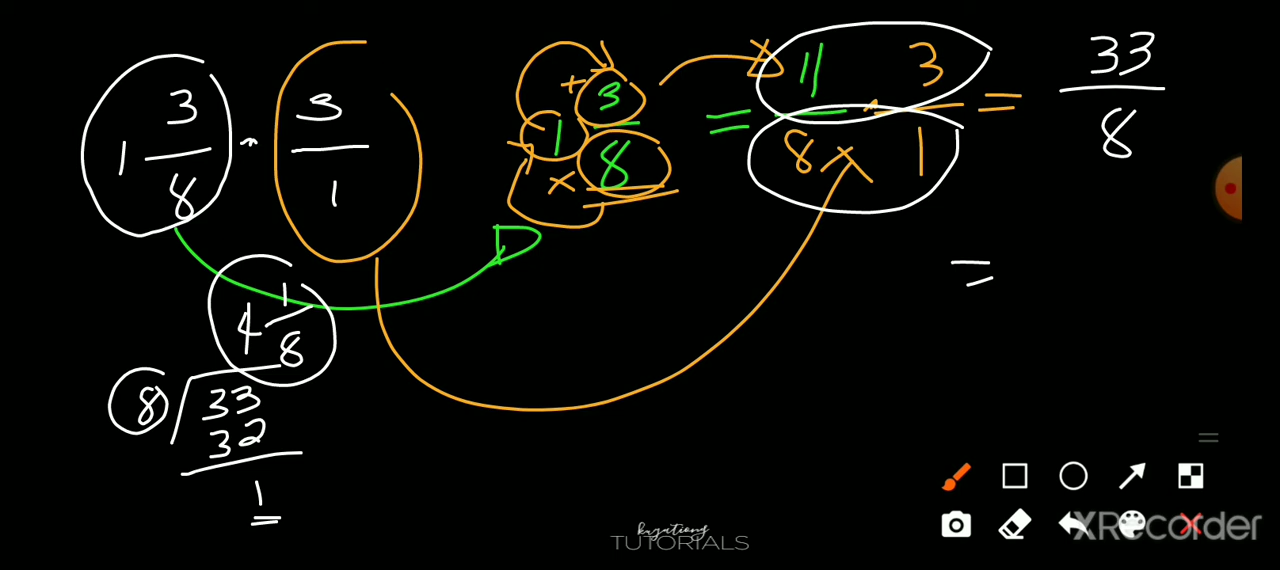 1 3/8 · 3/1
1 + 3 × 8
= 11/8 · 3/1 = 33/8
×
=
4 1/8
8 33
32
1
=
TUTORIALS
XRecorder